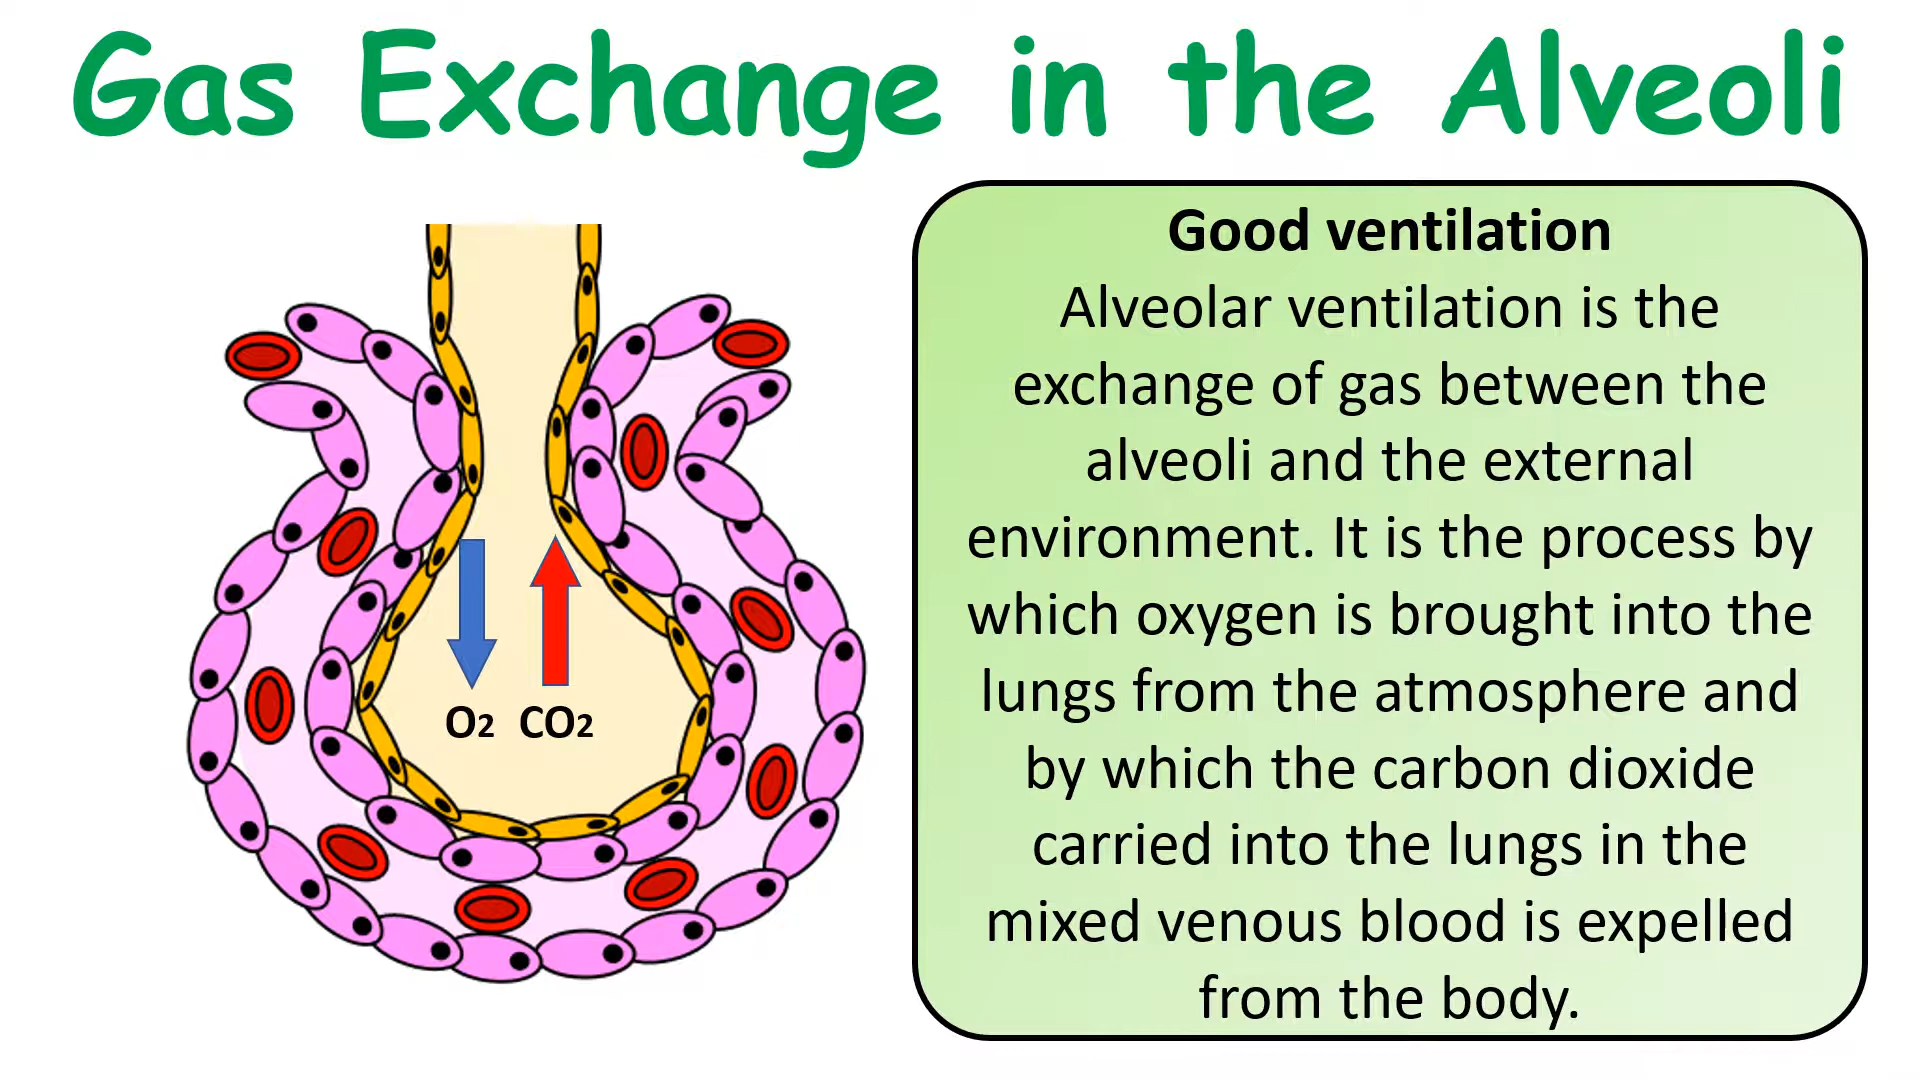 Gas Exchange in the Alveoli
Good ventilation
Alveolar ventilation is the
exchange of gas between the
alveoli and the external
environment. It is the process by
which oxygen is brought into the
lungs from the atmosphere and
by which the carbon dioxide
carried into the lungs in the
mixed venous blood is expelled
from the body.
O2 CO2